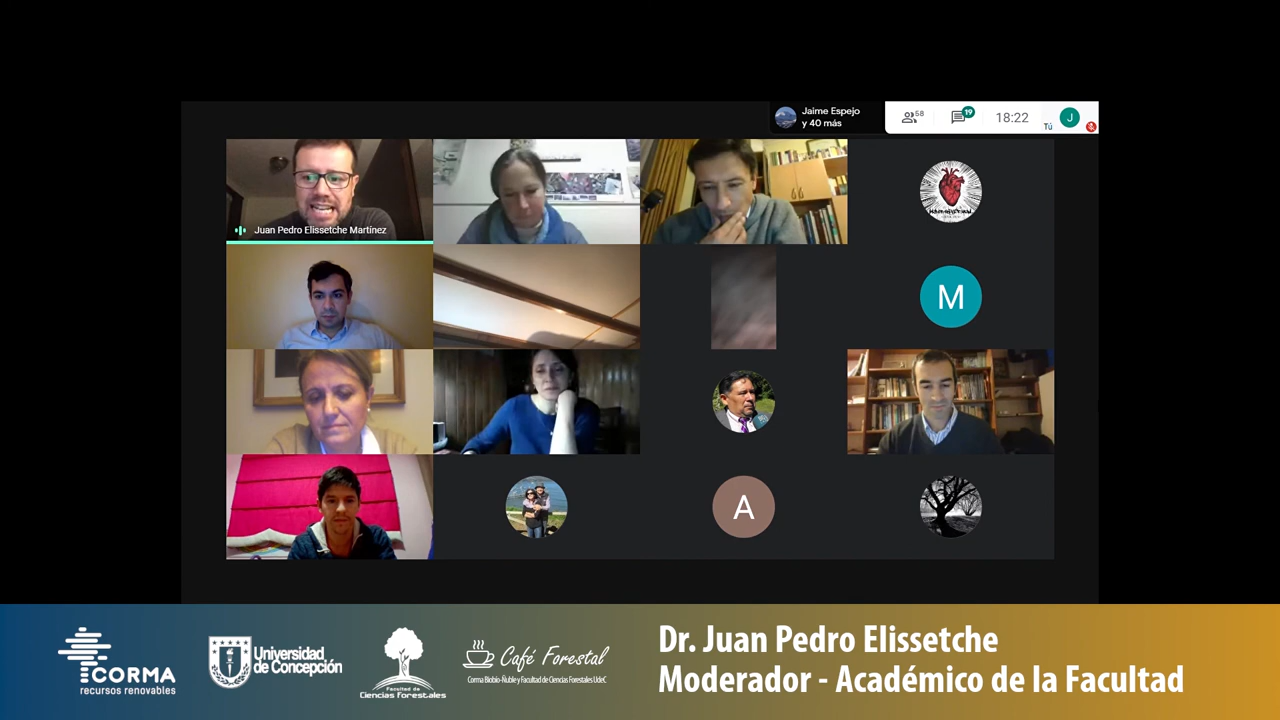 Jaime Espejo
y 40 más
58
19
18:22
Tú
J
Juan Pedro Elissetche Martínez
M
A
CORMA
recursos renovables
Universidad
de Concepción
Facultad de
Ciencias Forestales
Café Forestal
Corma Biobío-Ñuble y Facultad de Ciencias Forestales UdeC
Dr. Juan Pedro Elissetche
Moderador - Académico de la Facultad